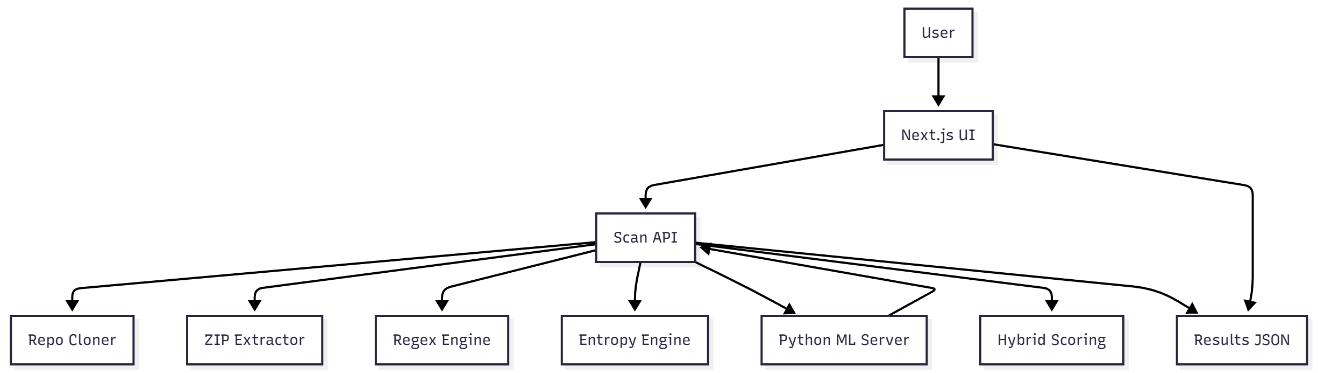 User
Next.js UI
Scan API
Repo Cloner
ZIP Extractor
Regex Engine
Entropy Engine
Python ML Server
Hybrid Scoring
Results JSON